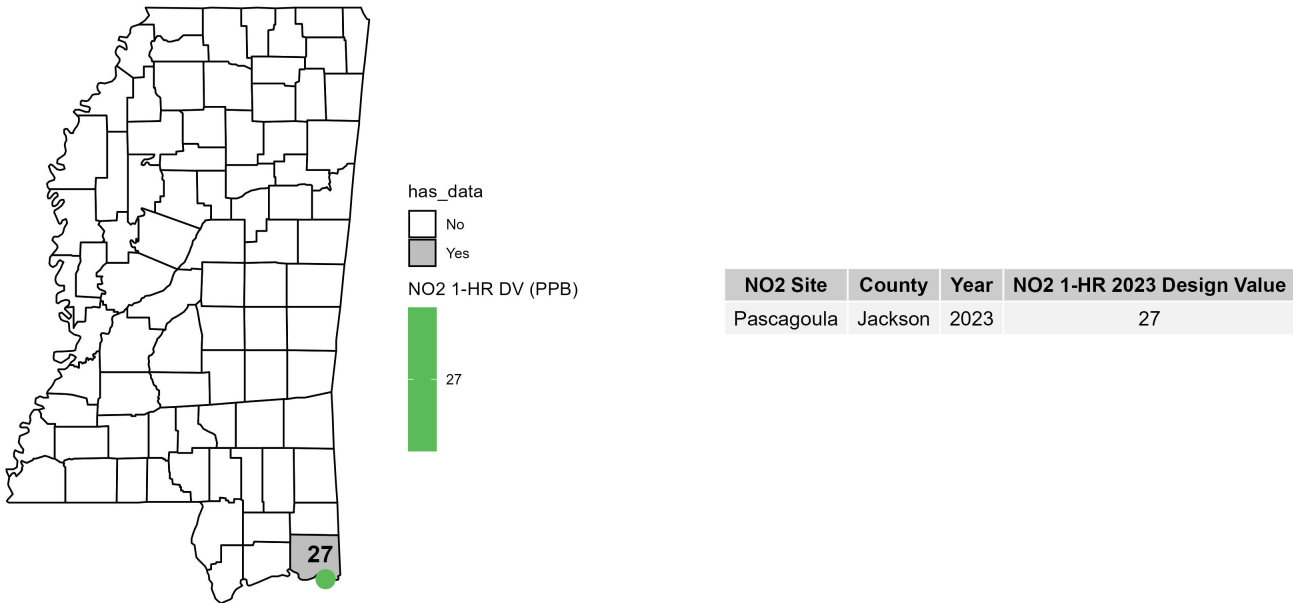 has_data
No
Yes
NO2 1-HR DV (PPB)
27
27
NO2 Site County Year NO2 1-HR 2023 Design Value
Pascagoula Jackson 2023 27